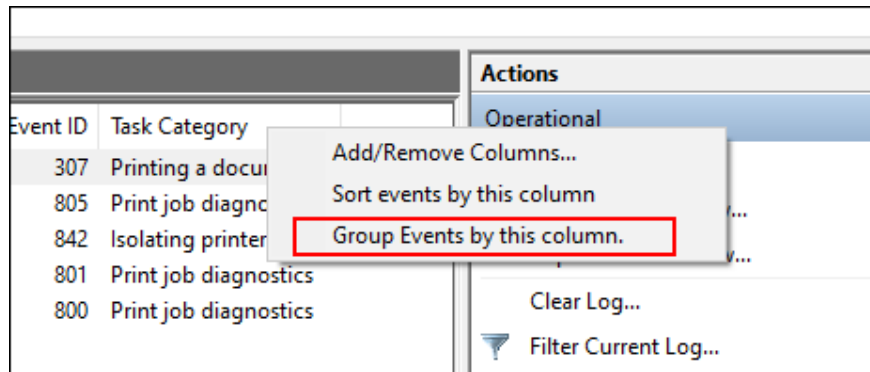 Actions
Event ID Task Category
Operational
307 Printing a docu
805 Print job diagno
842 Isolating printer
801 Print job diagnostics
800 Print job diagnostics
Add/Remove Columns...
Sort events by this column
Group Events by this column.
Clear Log...
Filter Current Log...